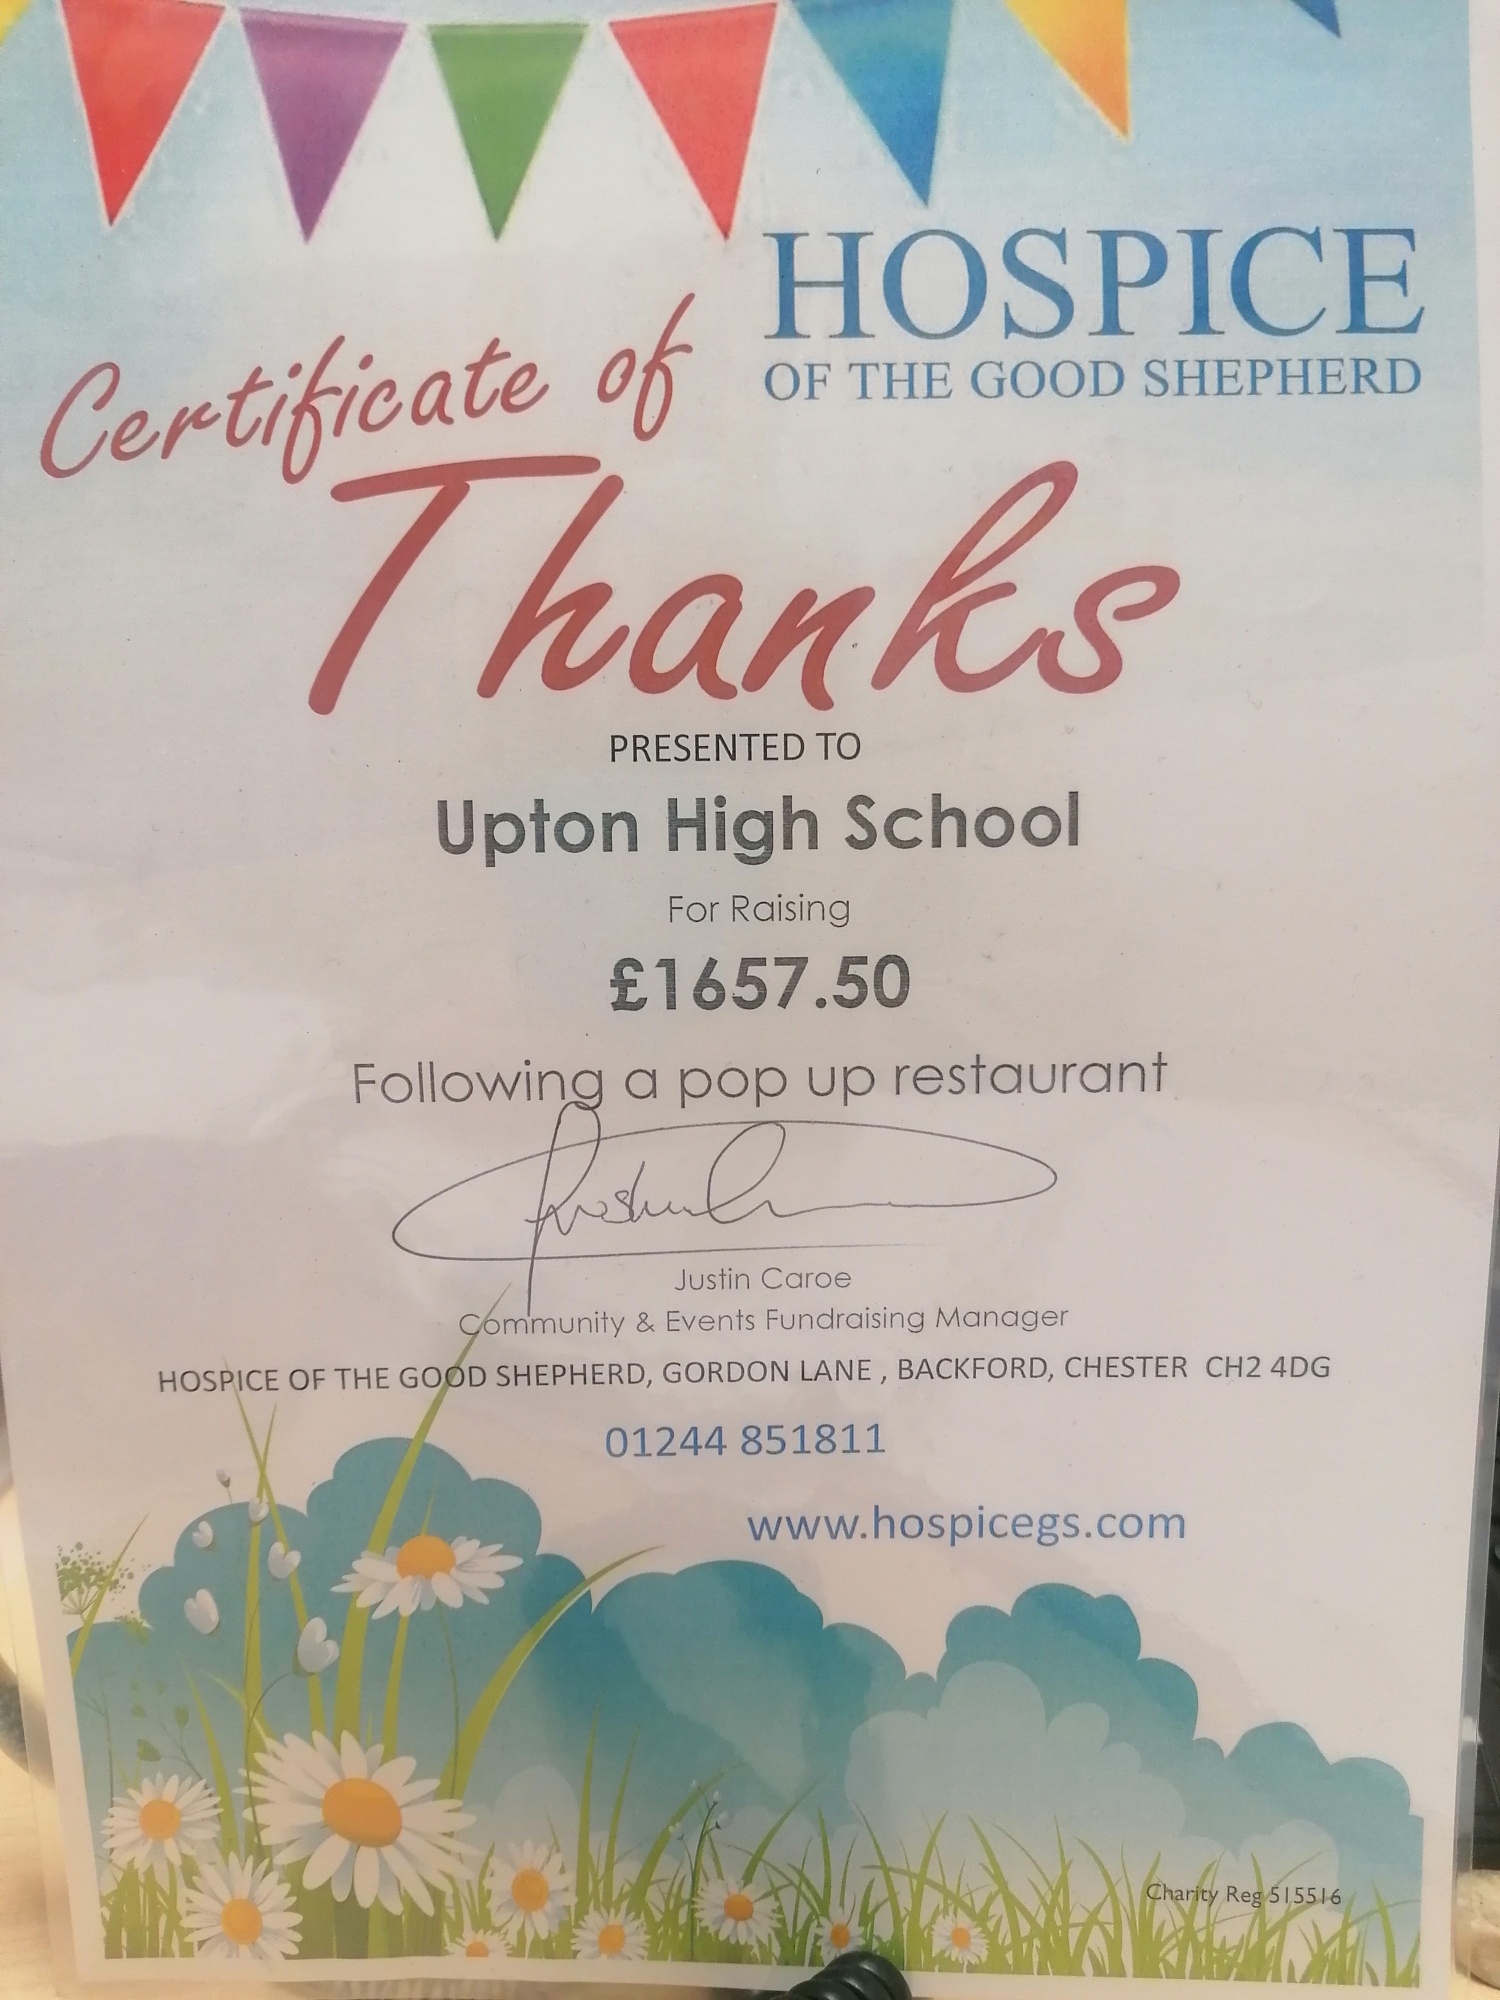 HOSPICE
OF THE GOOD SHEPHERD
Certificate of
Thanks
PRESENTED TO
Upton High School
For Raising
£1657.50
Following a pop up restaurant
Justin Caroe
Community & Events Fundraising Manager
HOSPICE OF THE GOOD SHEPHERD, GORDON LANE , BACKFORD, CHESTER CH2 4DG
01244 851811
www.hospicegs.com
Charity Reg 515516